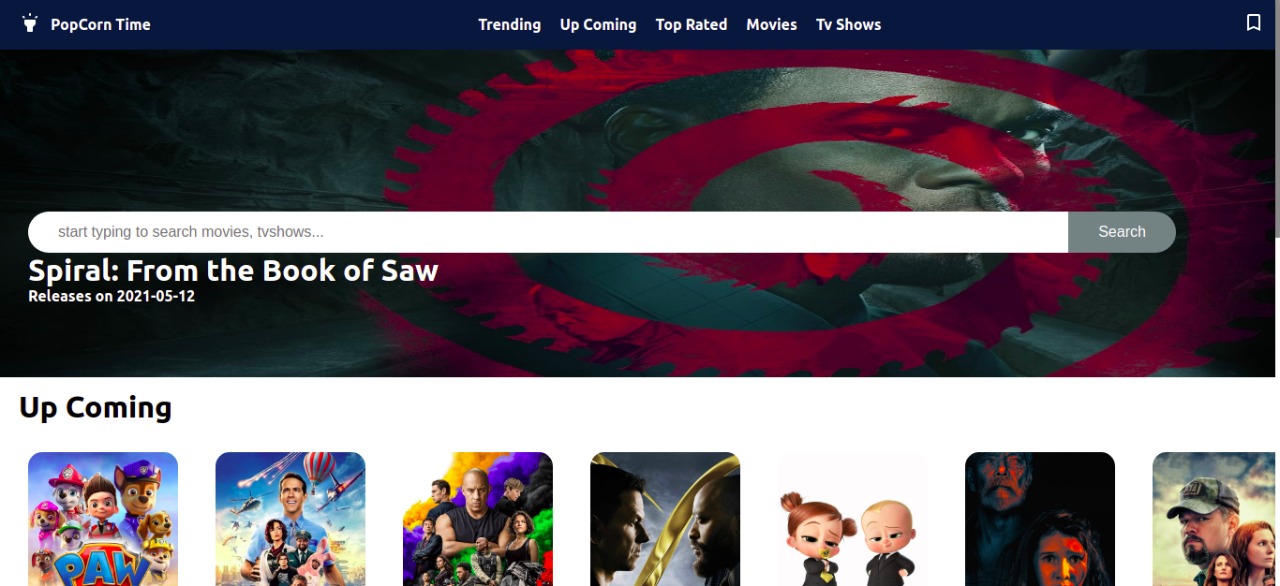 PopCorn Time
Trending Up Coming Top Rated Movies Tv Shows
start typing to search movies, tvshows... Search
Spiral: From the Book of Saw
Releases on 2021-05-12
Up Coming
PAW